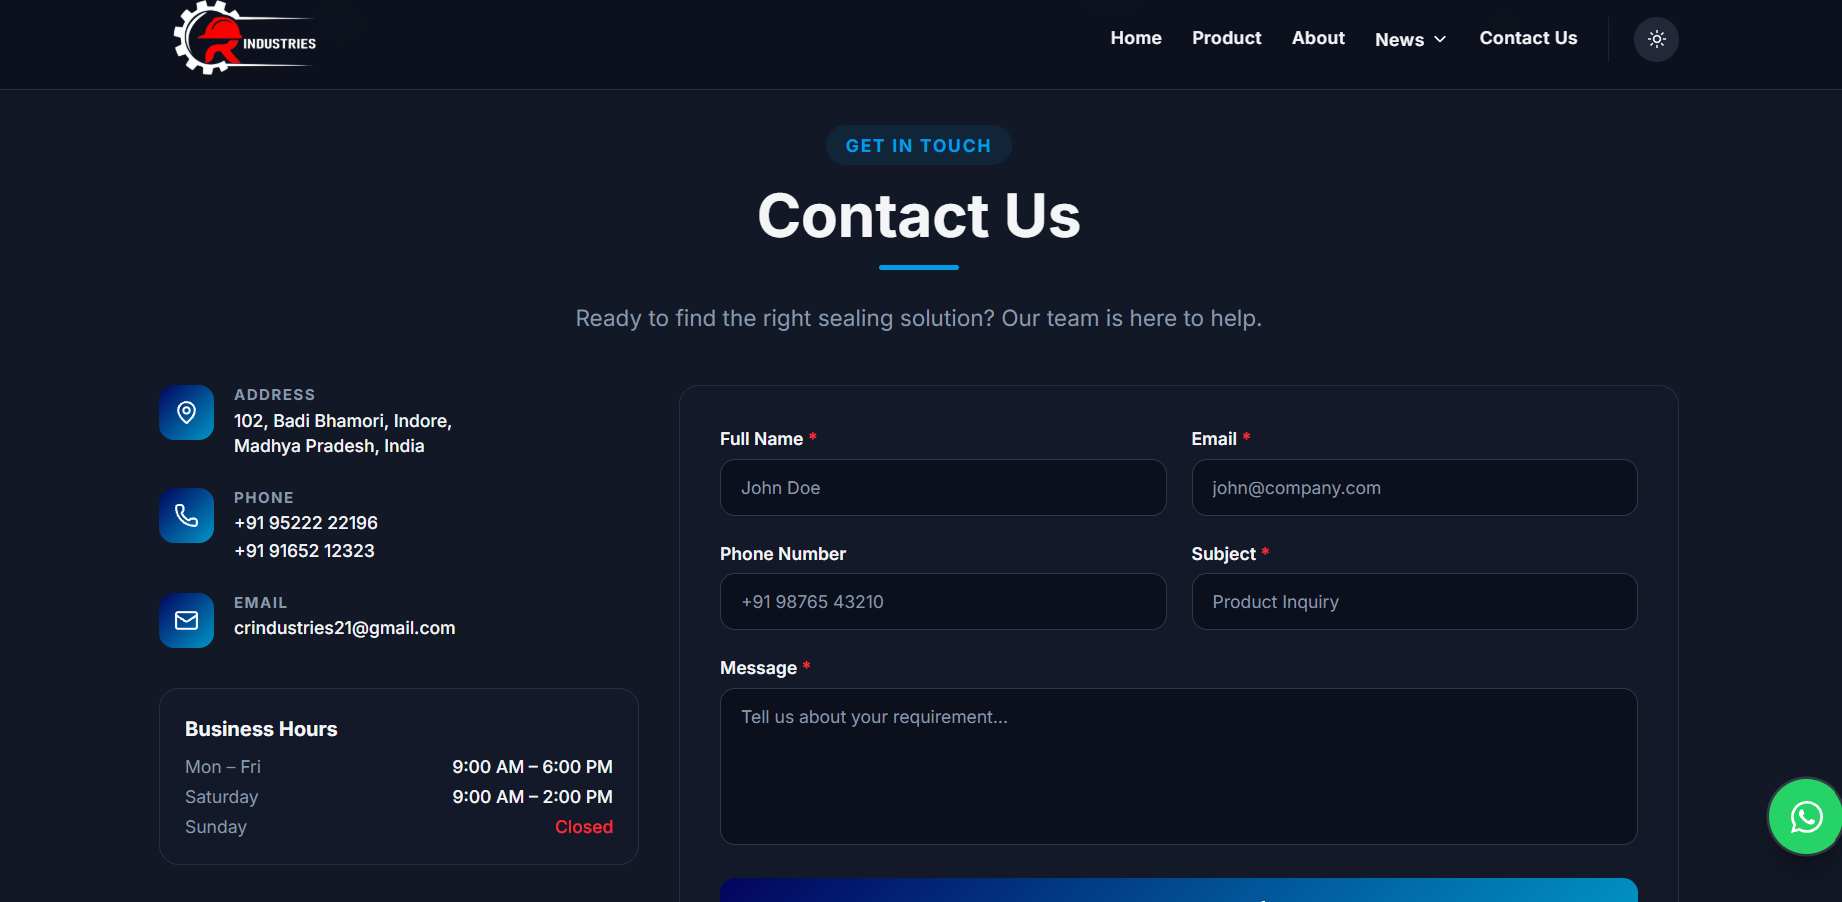 INDUSTRIES
Home Product About News Contact Us
GET IN TOUCH
Contact Us
Ready to find the right sealing solution? Our team is here to help.
ADDRESS
102, Badi Bhamori, Indore,
Madhya Pradesh, India
PHONE
+91 95222 22196
+91 91652 12323
EMAIL
crindustries21@gmail.com
Business Hours
Mon – Fri 9:00 AM – 6:00 PM
Saturday 9:00 AM – 2:00 PM
Sunday Closed
Full Name * Email *
John Doe john@company.com
Phone Number Subject *
+91 98765 43210 Product Inquiry
Message *
Tell us about your requirement...